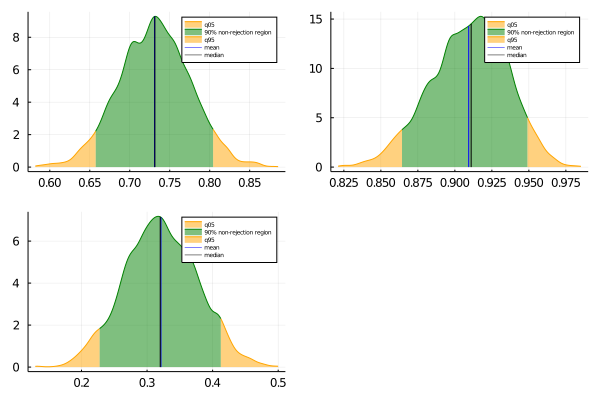 8
6
4
2
0
0.60 0.65 0.70 0.75 0.80 0.85
q05
90% non-rejection region
q95
mean
median
15
10
5
0
0.825 0.850 0.875 0.900 0.925 0.950 0.975
q05
90% non-rejection region
q95
mean
median
6
4
2
0
0.2 0.3 0.4 0.5
q05
90% non-rejection region
q95
mean
median